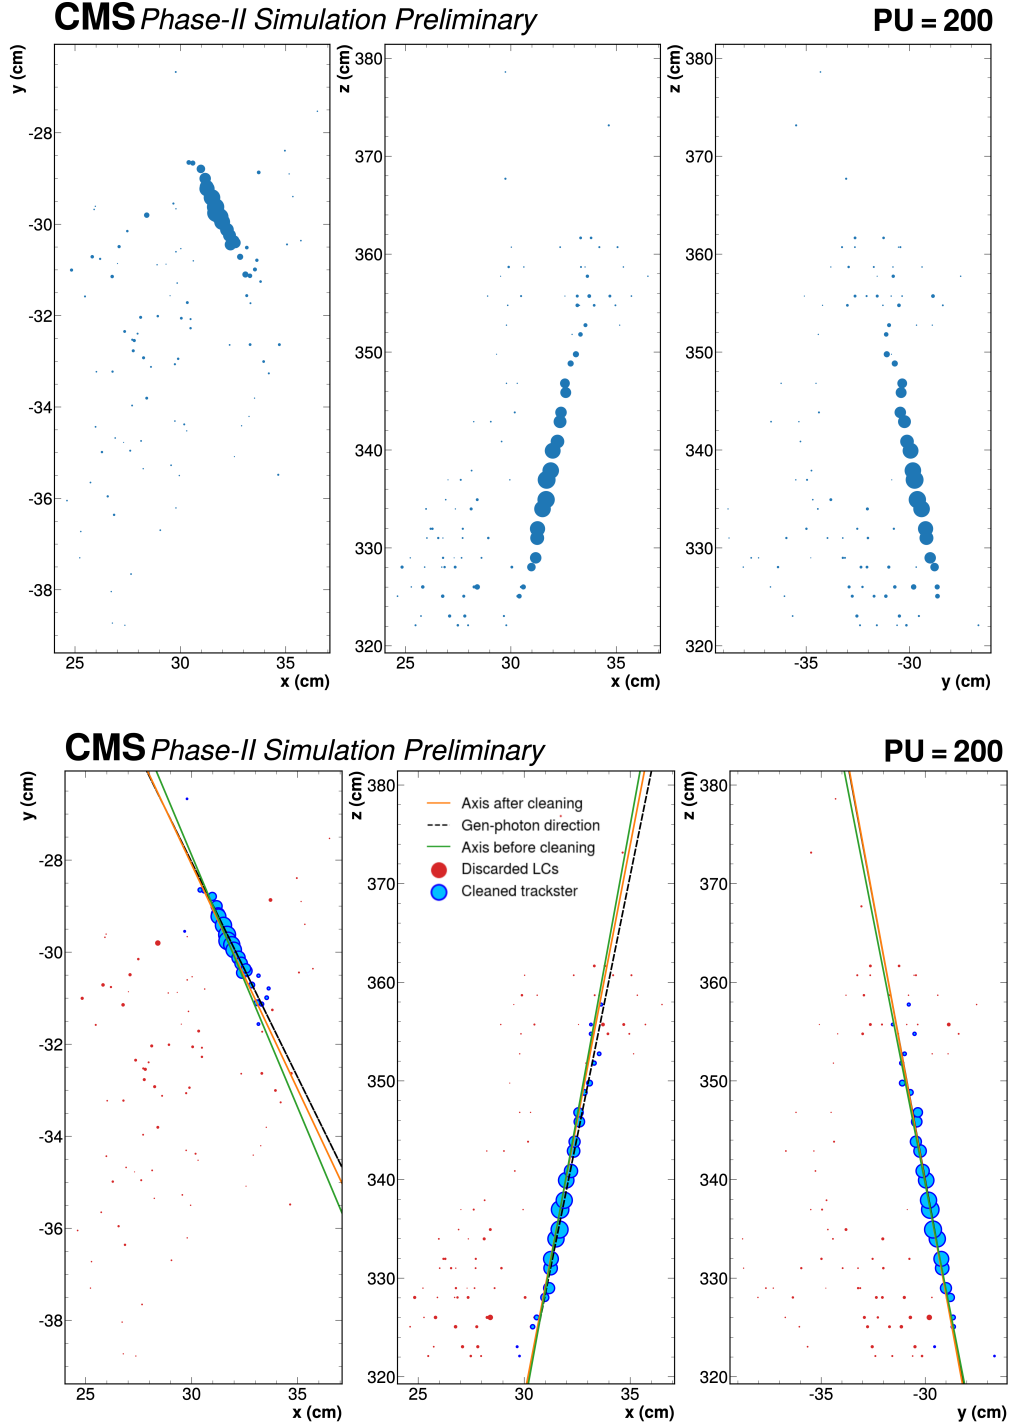 CMS Phase-II Simulation Preliminary PU = 200
y (cm)
-28
-30
-32
-34
-36
-38
25 30 35
x (cm)
z (cm)
380
370
360
350
340
330
320
25 30 35
x (cm)
z (cm)
380
370
360
350
340
330
320
-35 -30
y (cm)
CMS Phase-II Simulation Preliminary PU = 200
y (cm)
-28
-30
-32
-34
-36
-38
25 30 35
x (cm)
z (cm)
380
370
360
350
340
330
320
Axis after cleaning
Gen-photon direction
Axis before cleaning
Discarded LCs
Cleaned trackster
25 30 35
x (cm)
z (cm)
380
370
360
350
340
330
320
-35 -30
y (cm)